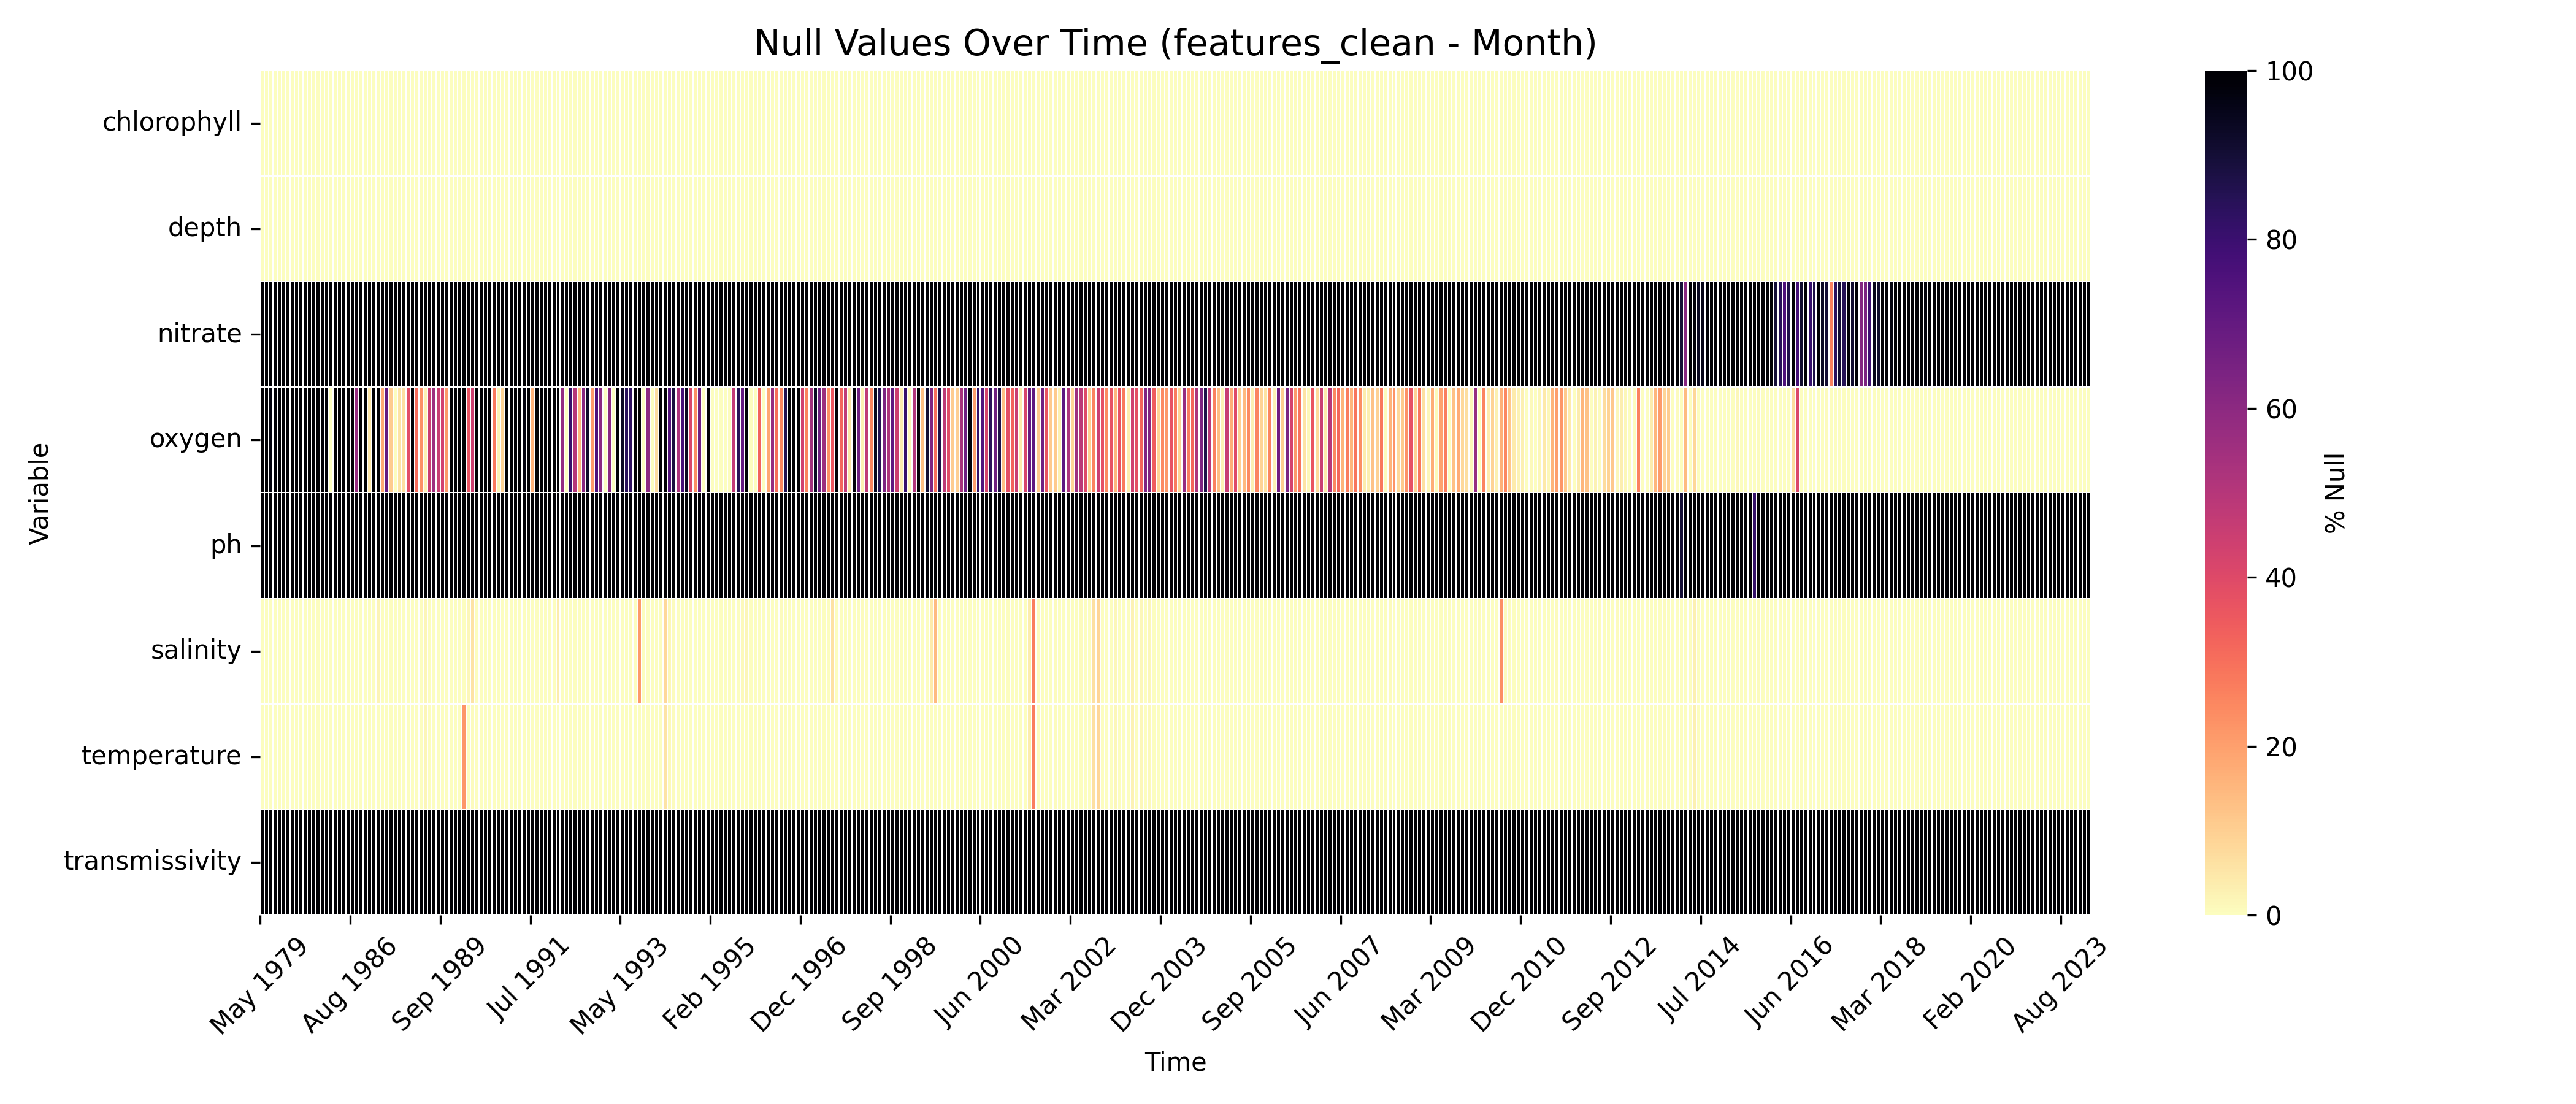 Null Values Over Time (features_clean - Month)
Variable
chlorophyll
depth
nitrate
oxygen
ph
salinity
temperature
transmissivity
May 1979
Aug 1986
Sep 1989
Jul 1991
May 1993
Feb 1995
Dec 1996
Sep 1998
Jun 2000
Mar 2002
Dec 2003
Sep 2005
Jun 2007
Mar 2009
Dec 2010
Sep 2012
Jul 2014
Jun 2016
Mar 2018
Feb 2020
Aug 2023
Time
100
80
60
40
20
0
% Null